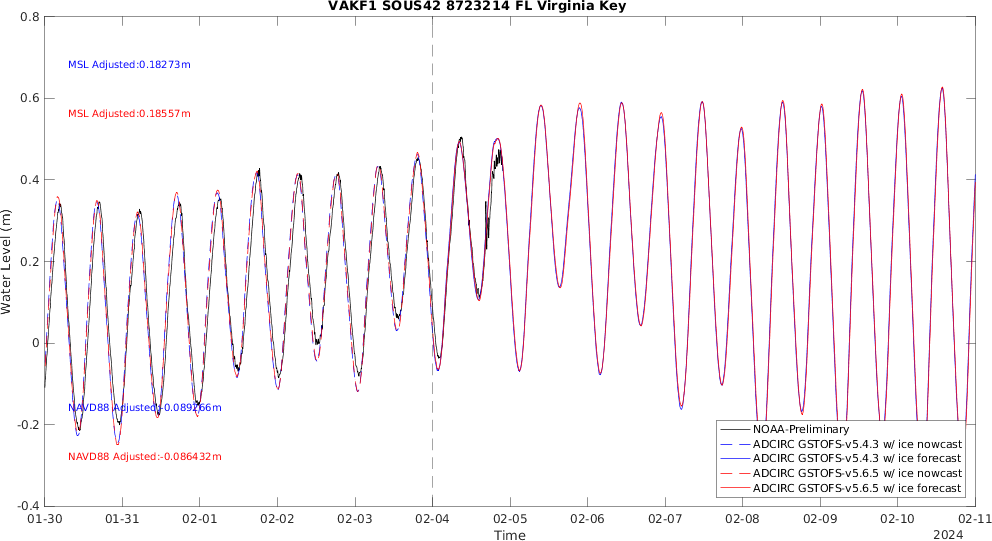 VAKF1 SOUS42 8723214 FL Virginia Key
0.8
MSL Adjusted:0.18273m
0.6
MSL Adjusted:0.18557m
0.4
Water Level (m)
0.2
0
NAVD88 Adjusted:-0.089266m
-0.2
NOAA-Preliminary
ADCIRC GSTOFS-v5.4.3 w/ ice nowcast
NAVD88 Adjusted:-0.086432m
ADCIRC GSTOFS-v5.4.3 w/ ice forecast
ADCIRC GSTOFS-v5.6.5 w/ ice nowcast
ADCIRC GSTOFS-v5.6.5 w/ ice forecast
-0.4
01-30 01-31 02-01 02-02 02-03 02-04 02-05 02-06 02-07 02-08 02-09 02-10 02-11
Time
2024